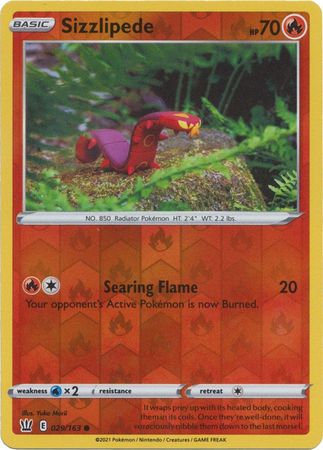 BASIC Sizzlipede HP 70
NO. 850 Radiator Pokémon HT: 2'4" WT: 2.2 lbs.
Searing Flame 20
Your opponent's Active Pokémon is now Burned.
weakness ×2 resistance retreat
Illus. Yuka Morii
E 029/163
It wraps prey up with its heated body, cooking
them in its coils. Once they're well-done, it will
voraciously nibble them down to the last morsel.
©2021 Pokémon / Nintendo / Creatures / GAME FREAK